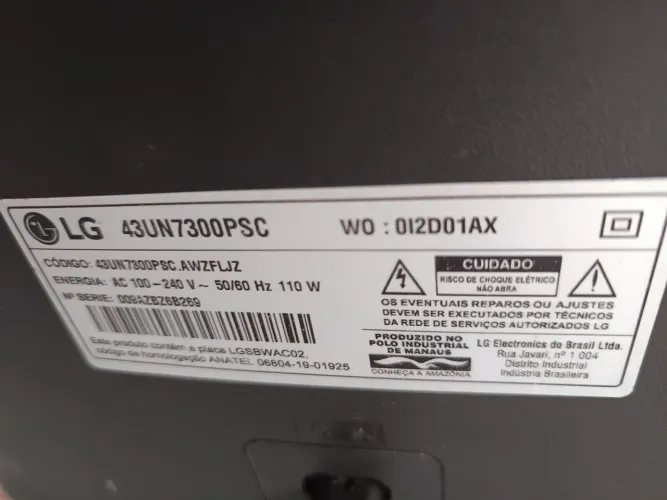 LG 43UN7300PSC WO : 0I2D01AX
CÓDIGO: 43UN7300PSC.AWZFLJZ
ENERGIA: AC 100-240 V~ 50/60 Hz 110 W
Nº SERIE: 009AZBZ6B269
Este produto contém a placa LGSBWAC02,
código de homologação ANATEL 06804-19-01925
CUIDADO
RISCO DE CHOQUE ELÉTRICO
NÃO ABRA
OS EVENTUAIS REPAROS OU AJUSTES
DEVEM SER EXECUTADOS POR TÉCNICOS
DA REDE DE SERVIÇOS AUTORIZADOS LG
PRODUZIDO NO
POLO INDUSTRIAL
DE MANAUS
CONHEÇA A AMAZÔNIA
LG Electronics do Brasil Ltda.
Rua Javari, nº 1.004
Distrito Industrial
Indústria Brasileira